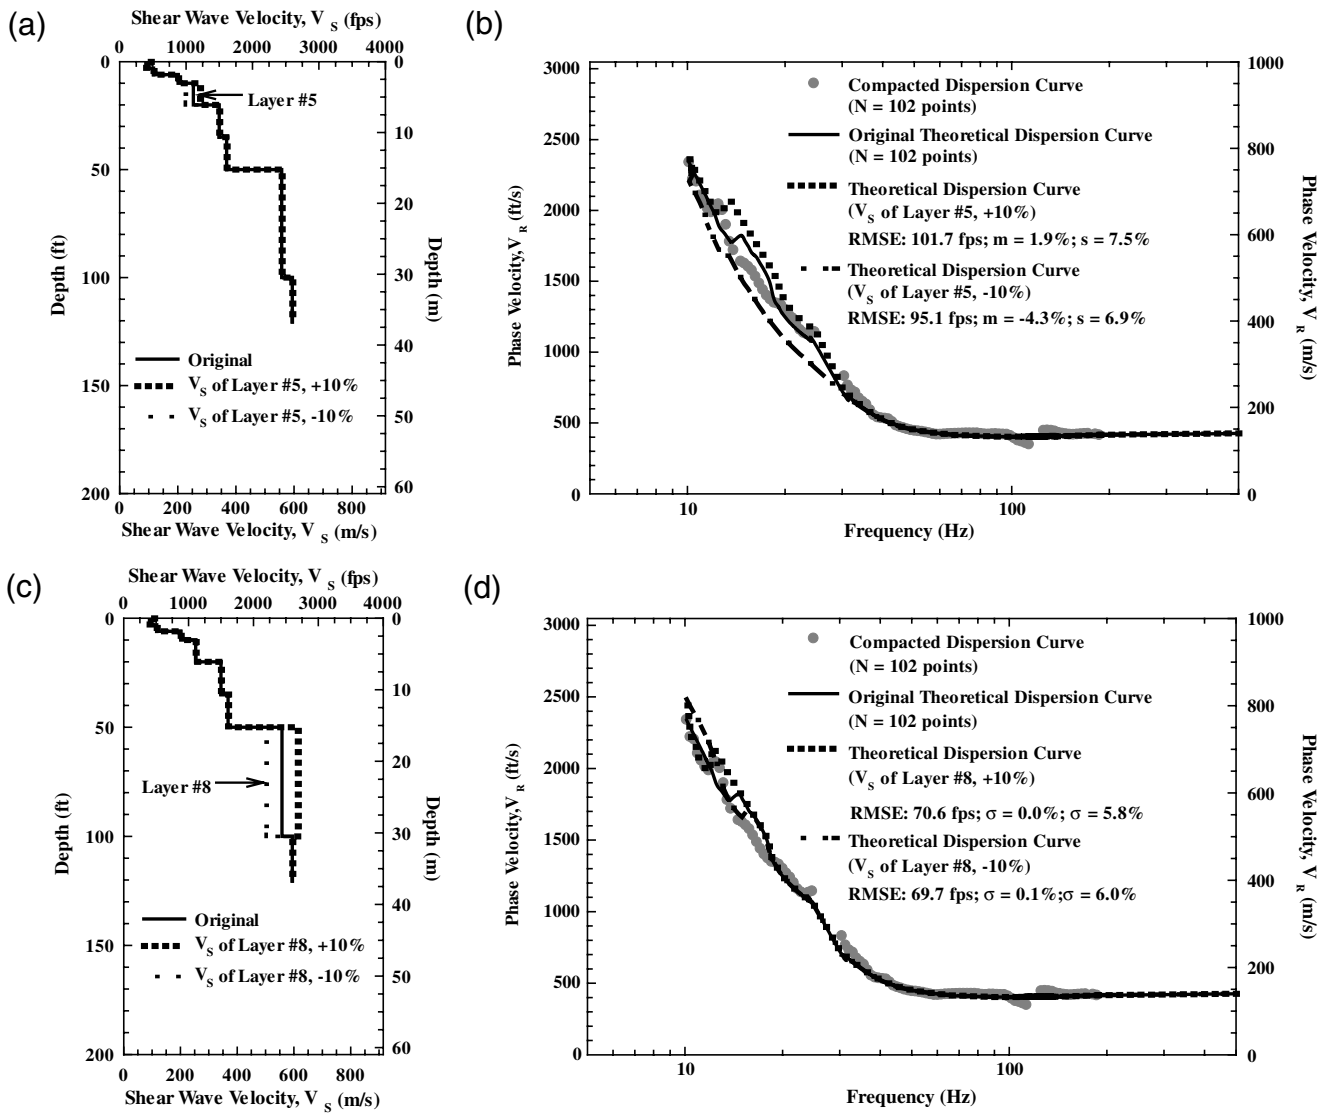 (a)
Shear Wave Velocity, V S (fps)
0 1000 2000 3000 4000
0 50 100 150 200
Depth (ft)
0 10 20 30 40 50 60
Depth (m)
Layer #5
Original
VS of Layer #5, +10%
VS of Layer #5, -10%
0 200 400 600 800
Shear Wave Velocity, V S (m/s)
(b)
3000 2500 2000 1500 1000 500 0
Phase Velocity,V R (ft/s)
1000 800 600 400 200 0
Phase Velocity, V R (m/s)
Compacted Dispersion Curve
(N = 102 points)
Original Theoretical Dispersion Curve
(N = 102 points)
Theoretical Dispersion Curve
(VS of Layer #5, +10%)
RMSE: 101.7 fps; m = 1.9%; s = 7.5%
Theoretical Dispersion Curve
(VS of Layer #5, -10%)
RMSE: 95.1 fps; m = -4.3%; s = 6.9%
10 100
Frequency (Hz)
(c)
Shear Wave Velocity, V S (fps)
0 1000 2000 3000 4000
0 50 100 150 200
Depth (ft)
0 10 20 30 40 50 60
Depth (m)
Layer #8
Original
VS of Layer #8, +10%
VS of Layer #8, -10%
0 200 400 600 800
Shear Wave Velocity, V S (m/s)
(d)
3000 2500 2000 1500 1000 500 0
Phase Velocity,V R (ft/s)
1000 800 600 400 200 0
Phase Velocity, V R (m/s)
Compacted Dispersion Curve
(N = 102 points)
Original Theoretical Dispersion Curve
(N = 102 points)
Theoretical Dispersion Curve
(VS of Layer #8, +10%)
RMSE: 70.6 fps; σ = 0.0%; σ = 5.8%
Theoretical Dispersion Curve
(VS of Layer #8, -10%)
RMSE: 69.7 fps; σ = 0.1%;σ = 6.0%
10 100
Frequency (Hz)